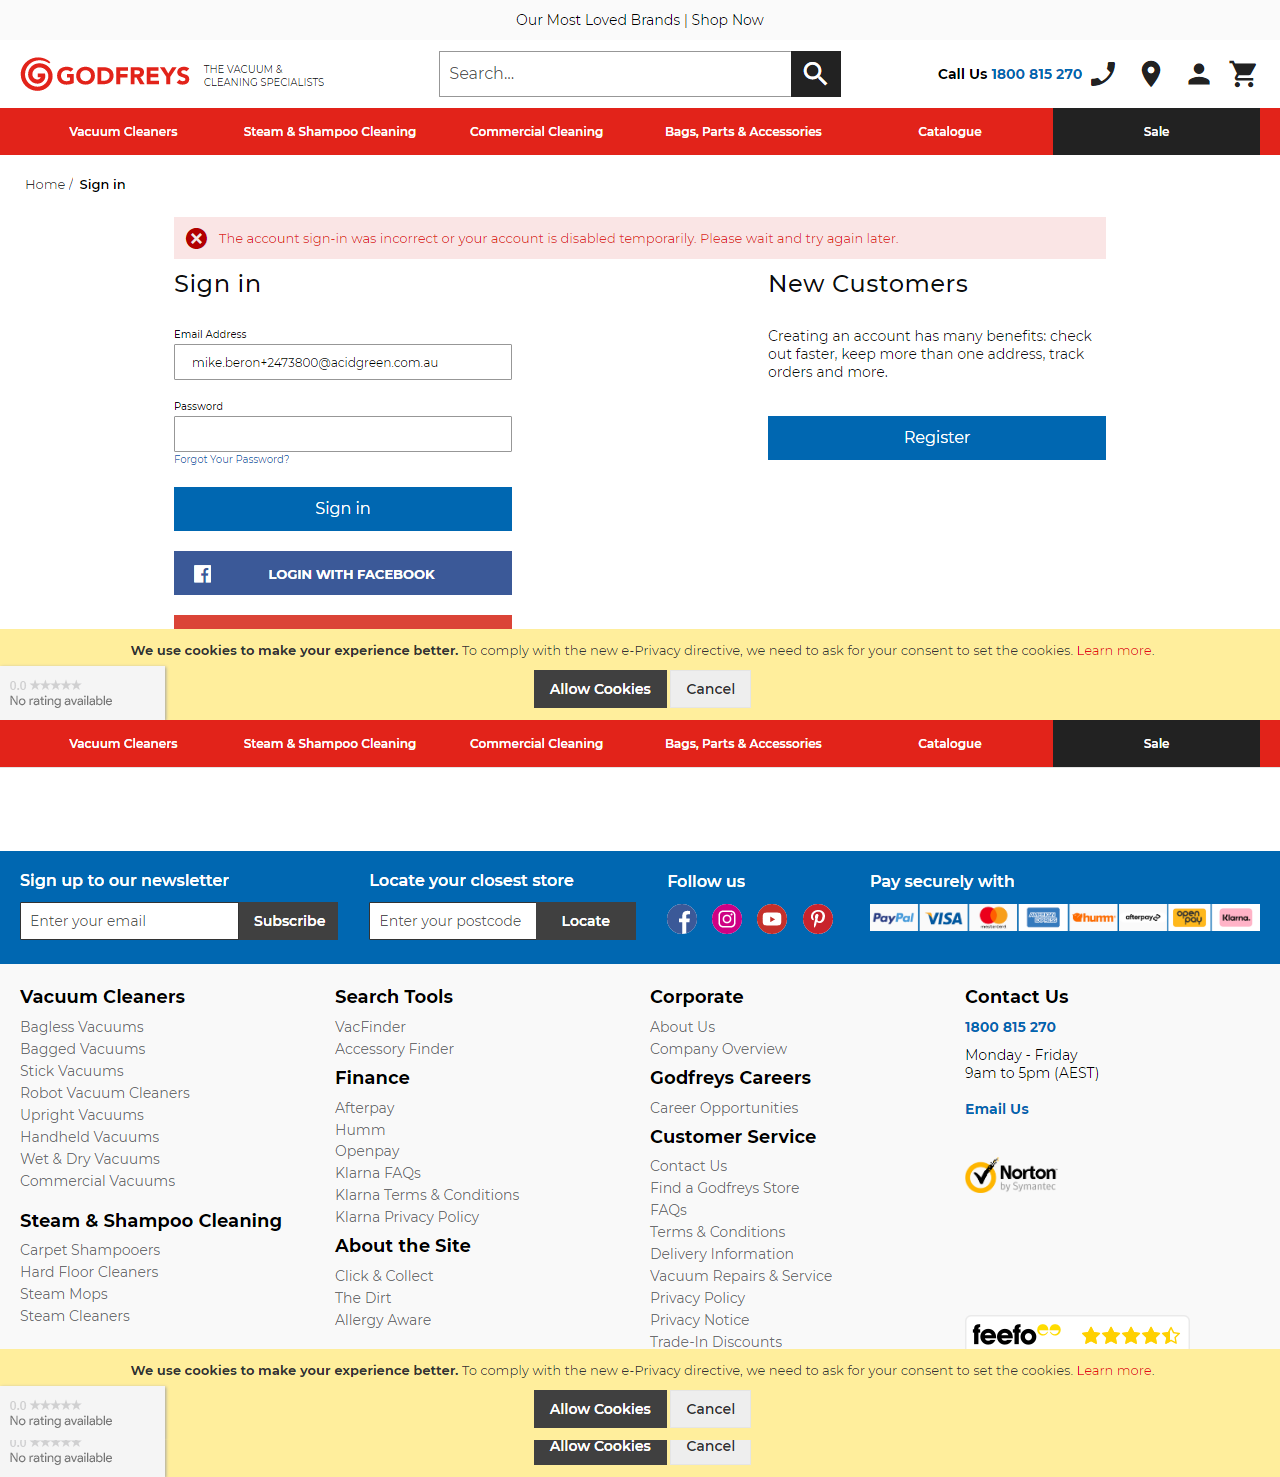 Our Most Loved Brands | Shop Now
GODFREYS
THE VACUUM &
CLEANING SPECIALISTS
Search...
Call Us 1800 815 270
Vacuum Cleaners
Steam & Shampoo Cleaning
Commercial Cleaning
Bags, Parts & Accessories
Catalogue
Sale
Home / Sign in
The account sign-in was incorrect or your account is disabled temporarily. Please wait and try again later.
Sign in
Email Address
mike.beron+2473800@acidgreen.com.au
Password
Forgot Your Password?
Sign in
LOGIN WITH FACEBOOK
New Customers
Creating an account has many benefits: check
out faster, keep more than one address, track
orders and more.
Register
We use cookies to make your experience better. To comply with the new e-Privacy directive, we need to ask for your consent to set the cookies. Learn more.
Allow Cookies
Cancel
0.0
No rating available
Vacuum Cleaners
Steam & Shampoo Cleaning
Commercial Cleaning
Bags, Parts & Accessories
Catalogue
Sale
Sign up to our newsletter
Enter your email
Subscribe
Locate your closest store
Enter your postcode
Locate
Follow us
Pay securely with
PayPal
VISA
mastercard
AMERICAN EXPRESS
humm
afterpay
openpay
Klarna.
Vacuum Cleaners
Bagless Vacuums
Bagged Vacuums
Stick Vacuums
Robot Vacuum Cleaners
Upright Vacuums
Handheld Vacuums
Wet & Dry Vacuums
Commercial Vacuums
Steam & Shampoo Cleaning
Carpet Shampooers
Hard Floor Cleaners
Steam Mops
Steam Cleaners
Search Tools
VacFinder
Accessory Finder
Finance
Afterpay
Humm
Openpay
Klarna FAQs
Klarna Terms & Conditions
Klarna Privacy Policy
About the Site
Click & Collect
The Dirt
Allergy Aware
Corporate
About Us
Company Overview
Godfreys Careers
Career Opportunities
Customer Service
Contact Us
Find a Godfreys Store
FAQs
Terms & Conditions
Delivery Information
Vacuum Repairs & Service
Privacy Policy
Privacy Notice
Trade-In Discounts
Contact Us
1800 815 270
Monday - Friday
9am to 5pm (AEST)
Email Us
Norton
by Symantec
feefo
We use cookies to make your experience better. To comply with the new e-Privacy directive, we need to ask for your consent to set the cookies. Learn more.
Allow Cookies
Cancel
0.0
No rating available
Allow Cookies
Cancel
0.0
No rating available